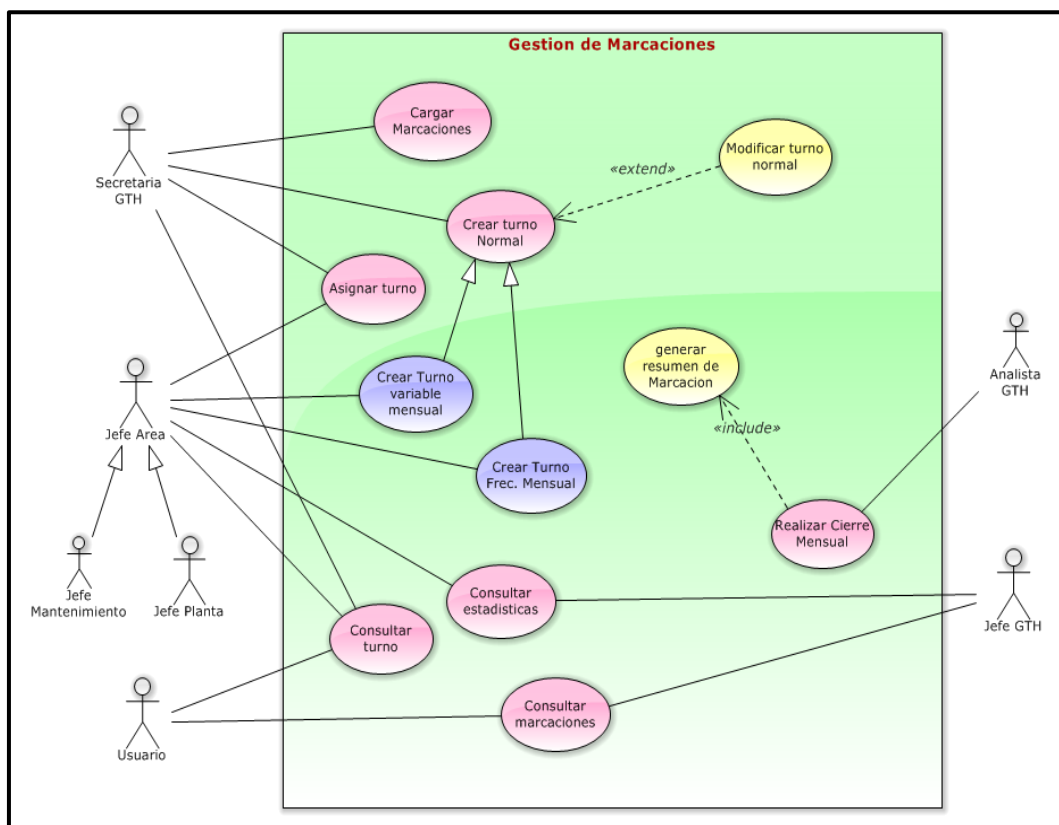 Gestion de Marcaciones
Cargar
Marcaciones
Modificar turno
normal
«extend»
Secretaria
GTH
Crear turno
Normal
Asignar turno
generar
resumen de
Marcacion
Analista
GTH
Crear Turno
variable
mensual
«include»
Jefe Area
Crear Turno
Frec. Mensual
Realizar Cierre
Mensual
Jefe
Mantenimiento
Jefe Planta
Consultar
estadisticas
Jefe GTH
Consultar
turno
Consultar
marcaciones
Usuario